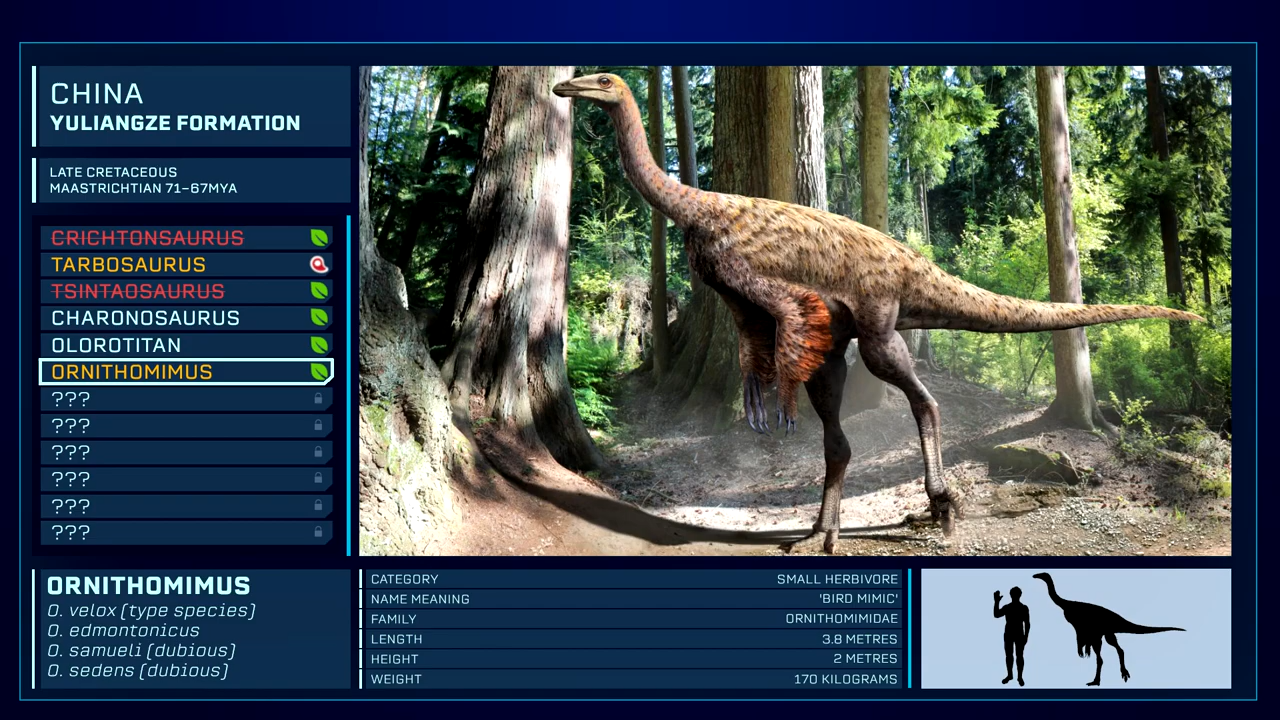 CHINA
YULIANGZE FORMATION
LATE CRETACEOUS
MAASTRICHTIAN 71–67MYA
CRICHTONSAURUS
TARBOSAURUS
TSINTAOSAURUS
CHARONOSAURUS
OLOROTITAN
ORNITHOMIMUS
???
???
???
???
???
???
ORNITHOMIMUS
O. velox (type species)
O. edmontonicus
O. samueli (dubious)
O. sedens (dubious)
CATEGORY SMALL HERBIVORE
NAME MEANING 'BIRD MIMIC'
FAMILY ORNITHOMIMIDAE
LENGTH 3.8 METRES
HEIGHT 2 METRES
WEIGHT 170 KILOGRAMS